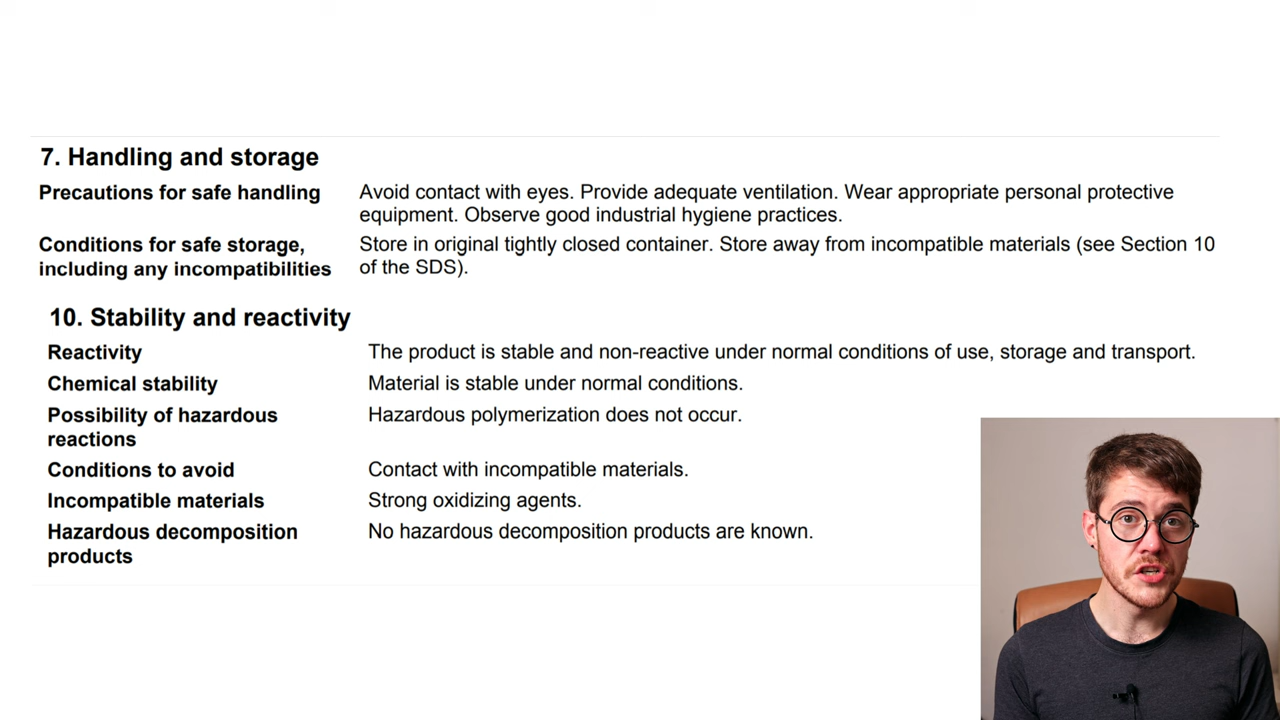 7. Handling and storage
Precautions for safe handling
Avoid contact with eyes. Provide adequate ventilation. Wear appropriate personal protective
equipment. Observe good industrial hygiene practices.
Conditions for safe storage,
including any incompatibilities
Store in original tightly closed container. Store away from incompatible materials (see Section 10
of the SDS).
10. Stability and reactivity
Reactivity
The product is stable and non-reactive under normal conditions of use, storage and transport.
Chemical stability
Material is stable under normal conditions.
Possibility of hazardous
reactions
Hazardous polymerization does not occur.
Conditions to avoid
Contact with incompatible materials.
Incompatible materials
Strong oxidizing agents.
Hazardous decomposition
products
No hazardous decomposition products are known.